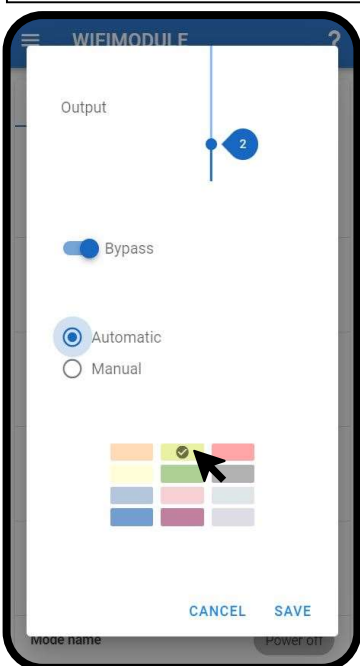 WIFIMODULE ?
Output
2
Bypass
Automatic
Manual
CANCEL SAVE
Mode name Power off